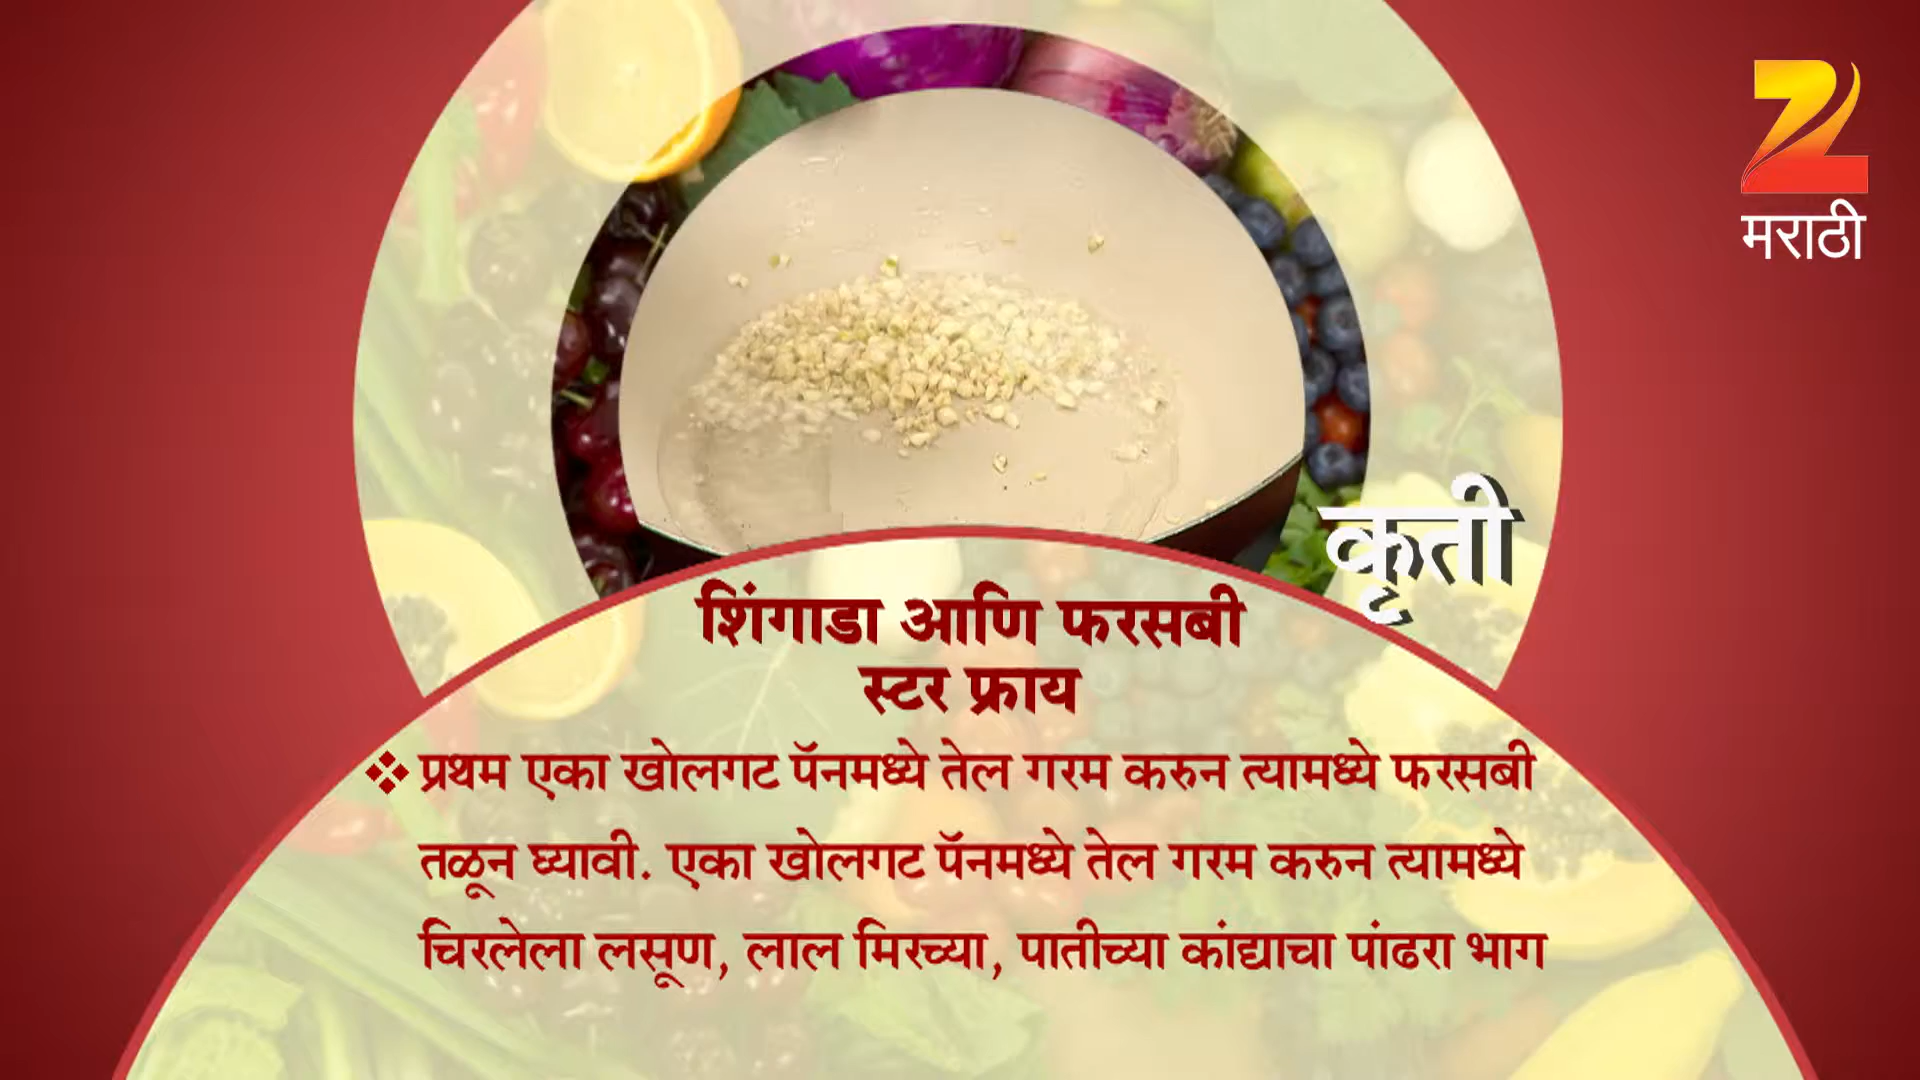 मराठी
कृती
शिंगाडा आणि फरसबी
स्टर फ्राय
❖ प्रथम एका खोलगट पॅनमध्ये तेल गरम करुन त्यामध्ये फरसबी
तळून घ्यावी. एका खोलगट पॅनमध्ये तेल गरम करुन त्यामध्ये
चिरलेला लसूण, लाल मिरच्या, पातीच्या कांद्याचा पांढरा भाग